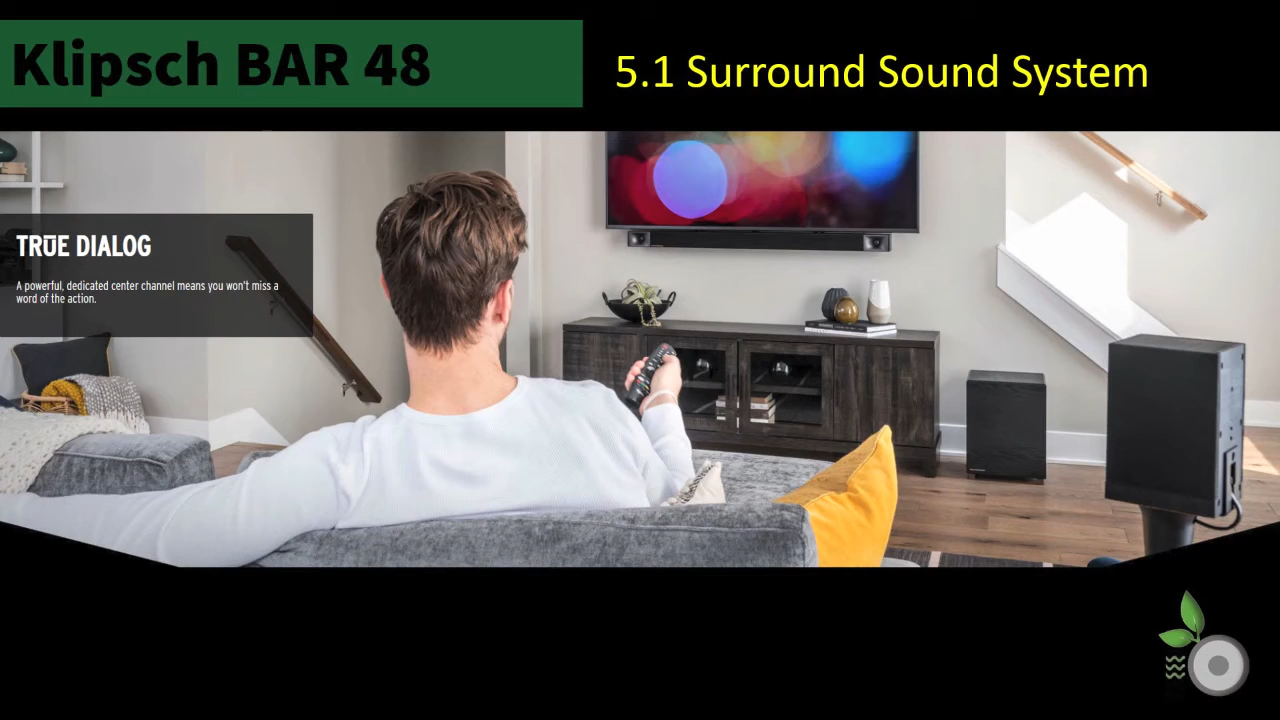 Klipsch BAR 48
5.1 Surround Sound System
TRŪE DIALOG
A powerful, dedicated center channel means you won't miss a
word of the action.